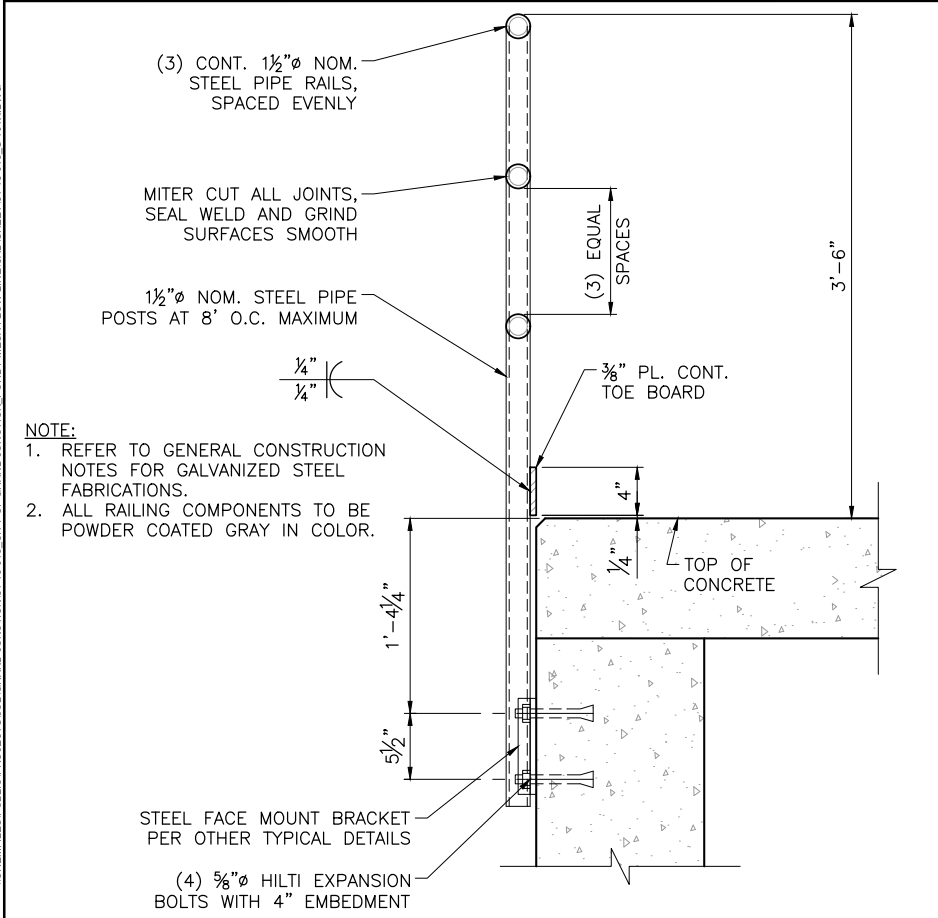 (3) CONT. 1½"ø NOM.
STEEL PIPE RAILS,
SPACED EVENLY
MITER CUT ALL JOINTS,
SEAL WELD AND GRIND
SURFACES SMOOTH
(3) EQUAL
SPACES
3'-6"
1½"ø NOM. STEEL PIPE
POSTS AT 8' O.C. MAXIMUM
¼"
¼"
⅜" PL. CONT.
TOE BOARD
NOTE:
1. REFER TO GENERAL CONSTRUCTION
NOTES FOR GALVANIZED STEEL
FABRICATIONS.
2. ALL RAILING COMPONENTS TO BE
POWDER COATED GRAY IN COLOR.
4"
¼"
TOP OF
CONCRETE
1'-4¼"
5½"
STEEL FACE MOUNT BRACKET
PER OTHER TYPICAL DETAILS
(4) ⅝"ø HILTI EXPANSION
BOLTS WITH 4" EMBEDMENT